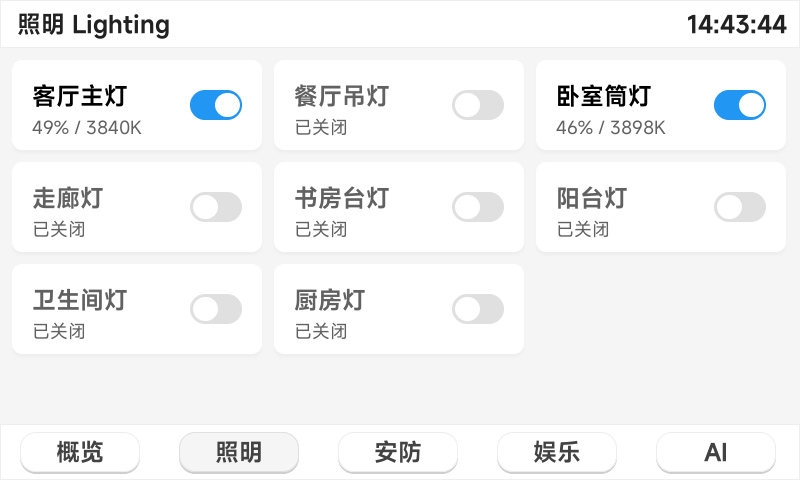 照明 Lighting
14:43:44
客厅主灯
49% / 3840K
餐厅吊灯
已关闭
卧室筒灯
46% / 3898K
走廊灯
已关闭
书房台灯
已关闭
阳台灯
已关闭
卫生间灯
已关闭
厨房灯
已关闭
概览
照明
安防
娱乐
AI